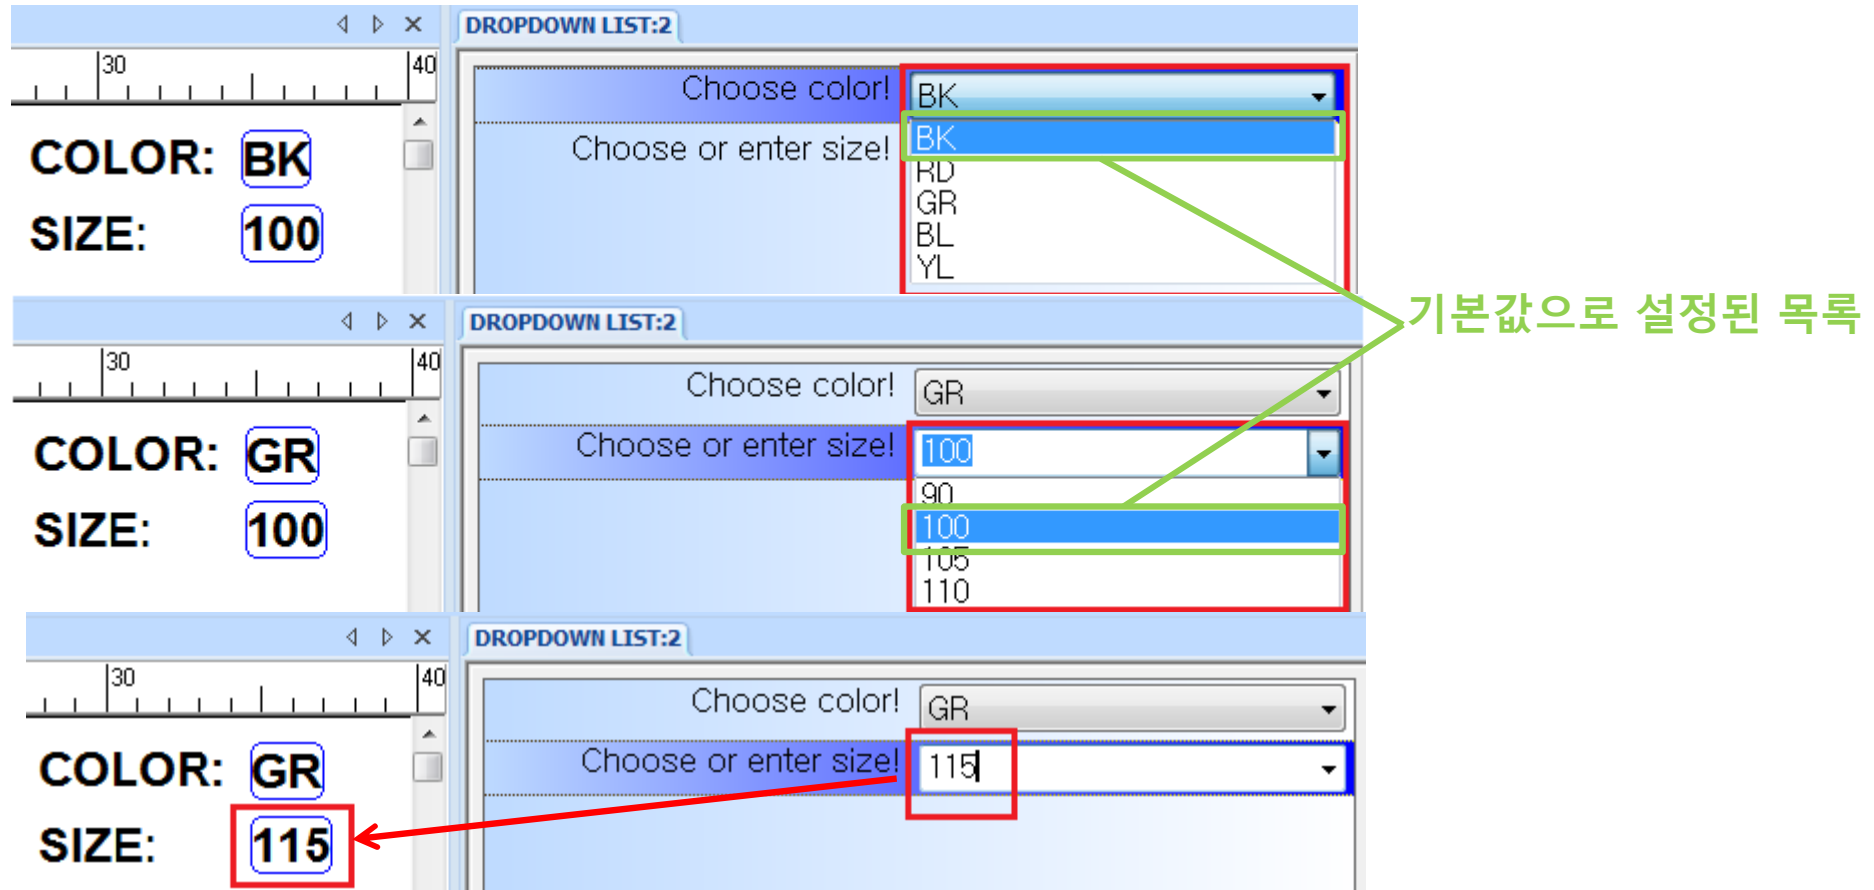 DROPDOWN LIST:2
30 40
Choose color! BK
COLOR: BK
Choose or enter size! BK
RD
GR
SIZE: 100
BL
YL
기본값으로 설정된 목록
DROPDOWN LIST:2
30 40
Choose color! GR
COLOR: GR
Choose or enter size! 100
90
SIZE: 100
100
105
110
DROPDOWN LIST:2
30 40
Choose color! GR
COLOR: GR
Choose or enter size! 115
SIZE: 115